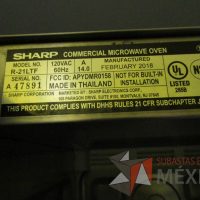 SHARP COMMERCIAL MICROWAVE OVEN
MODEL NO. 120VAC A MANUFACTURED
R-21LTF 60Hz 14.0 FEBRUARY 2018
SERIAL NO. FCC ID: APYDMR0158 NOT FOR BUILT-IN
A 47891 MADE IN THAILAND INSTALLATION
LISTED
THIS PRODUCT COMPLIES WITH DHHS RULES 21 CFR SUBCHAPTER J
SUBASTAS
MÉXI